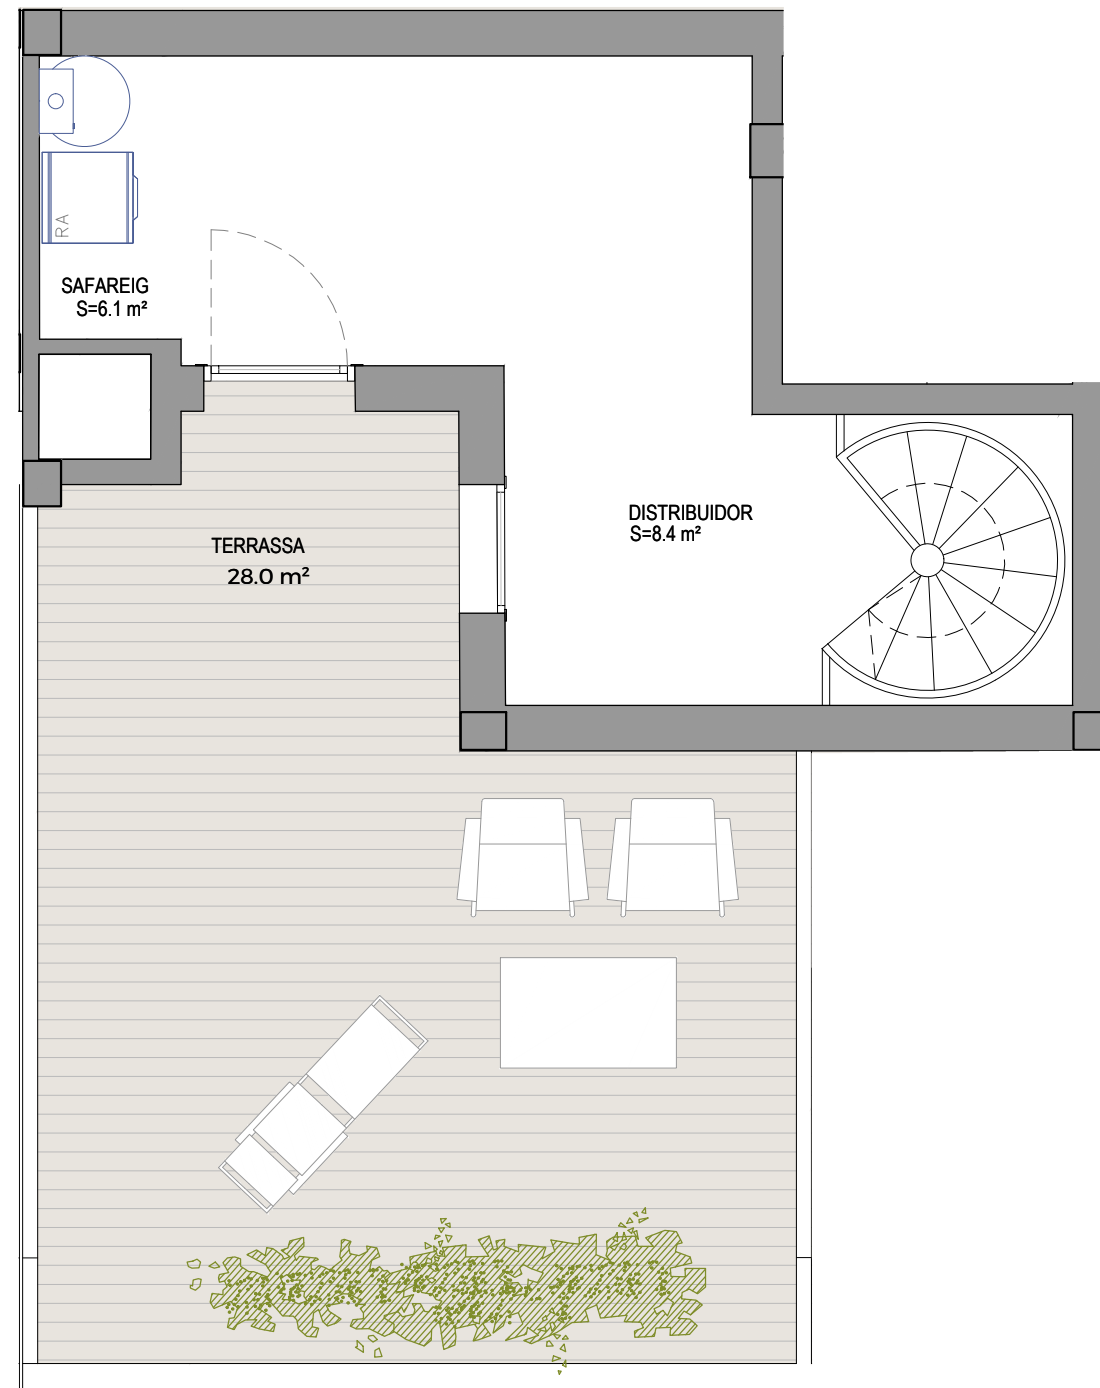 RA
SAFAREIG
S=6.1 m²
DISTRIBUIDOR
S=8.4 m²
TERRASSA
28.0 m²